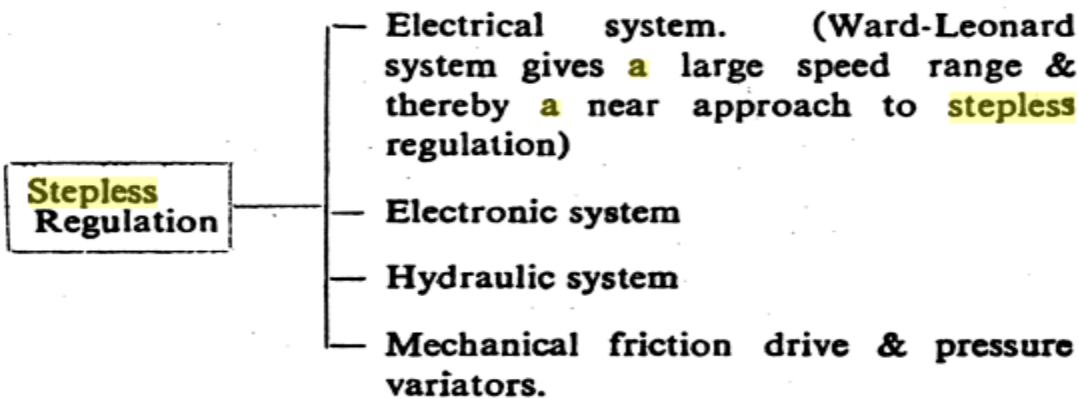 Electrical system. (Ward-Leonard
system gives a large speed range &
thereby a near approach to stepless
regulation)
Stepless
Regulation
Electronic system
Hydraulic system
Mechanical friction drive & pressure
variators.